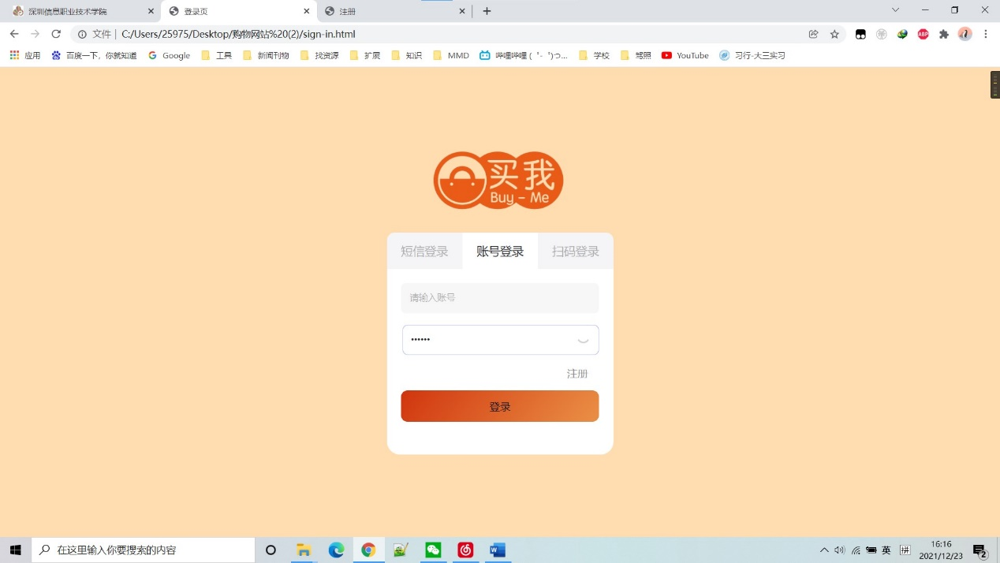 深圳信息职业技术学院
登录页
注册
文件 | C:/Users/25975/Desktop/购物网站%20(2)/sign-in.html
ABP
应用
百度一下，你就知道
Google
工具
新闻刊物
找资源
扩展
知识
MMD
哔哩哔哩 (゜-゜)つ...
学校
驾照
YouTube
习行-大三实习
买我
Buy-Me
短信登录
账号登录
扫码登录
请输入账号
••••••
注册
登录
在这里输入你要搜索的内容
英
拼
16:16
2021/12/23
2